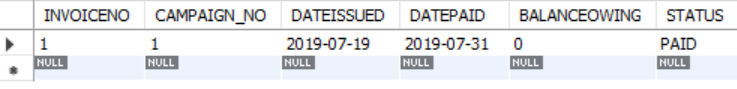 INVOICENO CAMPAIGN_NO DATEISSUED DATEPAID BALANCEOWING STATUS
1 1 2019-07-19 2019-07-31 0 PAID
NULL NULL NULL NULL NULL NULL